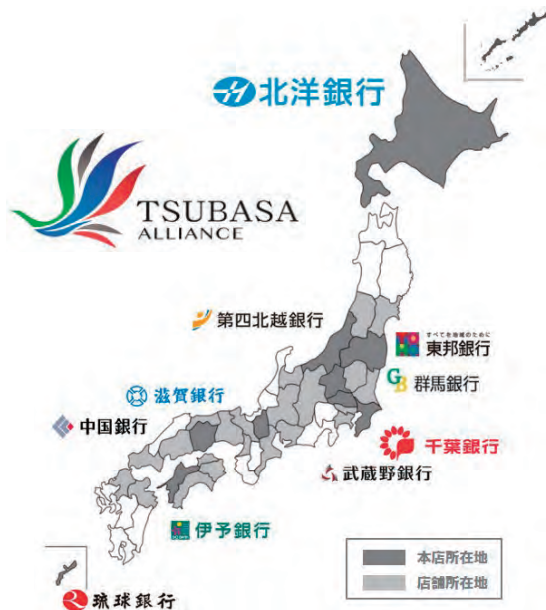 北洋銀行
TSUBASA
ALLIANCE
第四北越銀行
すべてを地域のために
東邦銀行
滋賀銀行
GB 群馬銀行
中国銀行
千葉銀行
武蔵野銀行
伊予銀行
本店所在地
店舗所在地
琉球銀行